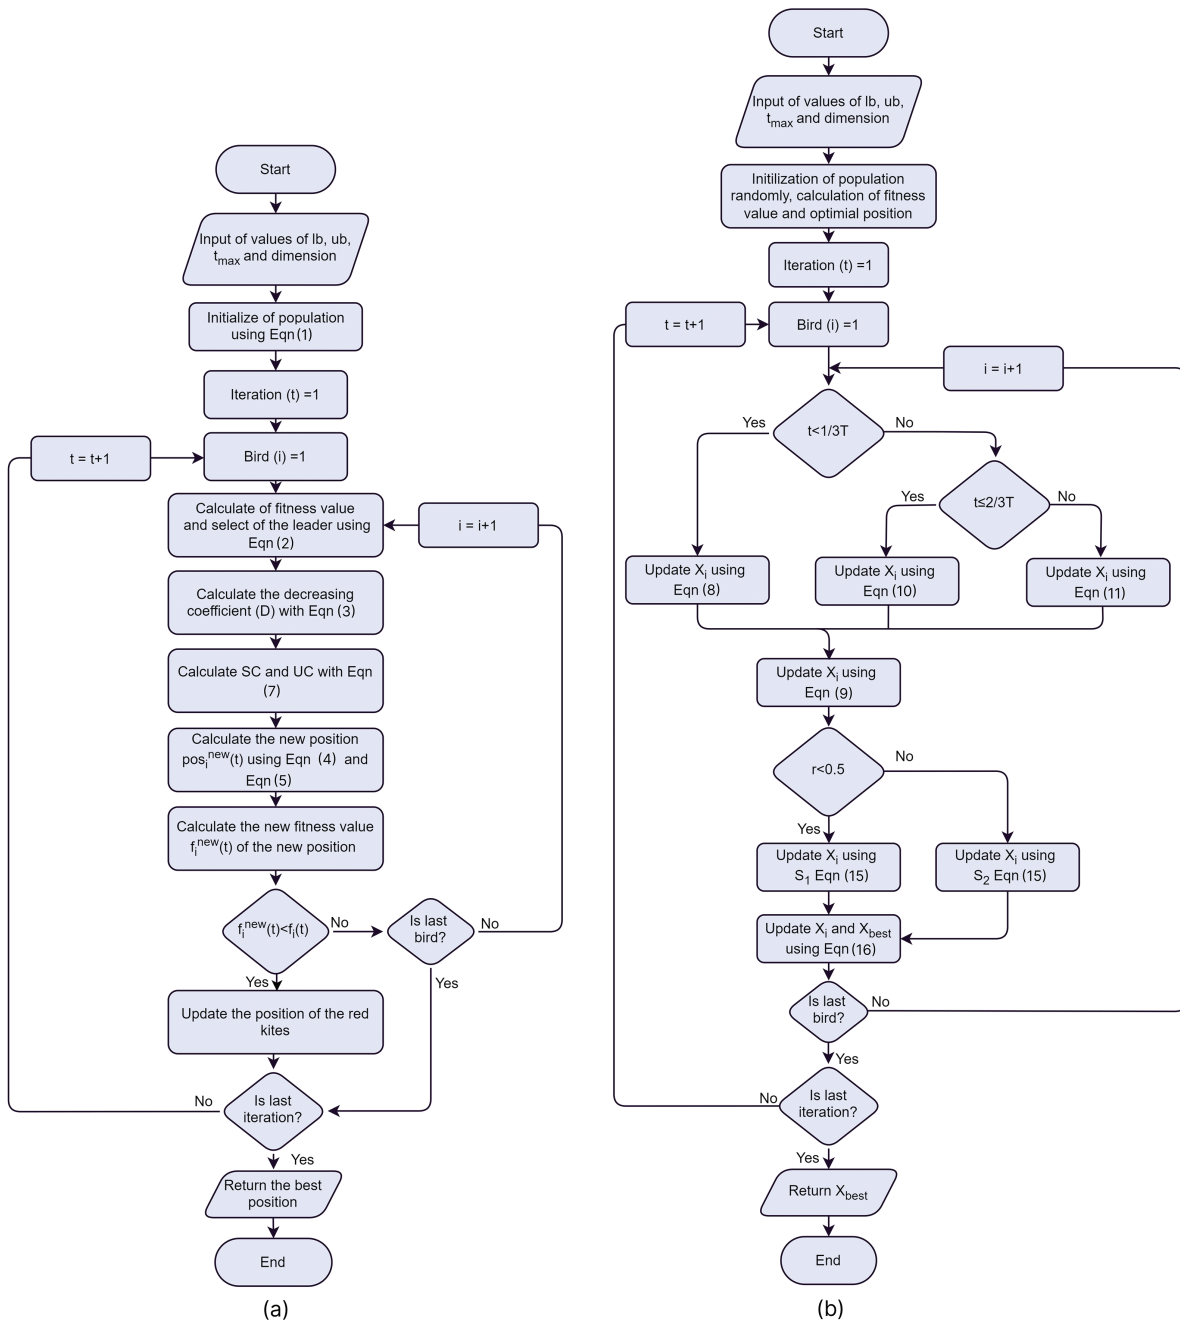 Start
Input of values of lb, ub,
tmax and dimension
Initialize of population
using Eqn (1)
Iteration (t) =1
t = t+1
Bird (i) =1
Calculate of fitness value
and select of the leader using
Eqn (2)
i = i+1
Calculate the decreasing
coefficient (D) with Eqn (3)
Calculate SC and UC with Eqn
(7)
Calculate the new position
posi^new(t) using Eqn (4) and
Eqn (5)
Calculate the new fitness value
fi^new(t) of the new position
fi^new(t)<fi(t)
No
Is last
bird?
No
Yes
Yes
Update the position of the red
kites
No
Is last
iteration?
Yes
Return the best
position
End
(a)
Start
Input of values of lb, ub,
tmax and dimension
Initilization of population
randomly, calculation of fitness
value and optimial position
Iteration (t) =1
t = t+1
Bird (i) =1
i = i+1
Yes
t<1/3T
No
Yes
t≤2/3T
No
Update Xi using
Eqn (8)
Update Xi using
Eqn (10)
Update Xi using
Eqn (11)
Update Xi using
Eqn (9)
r<0.5
No
Yes
Update Xi using
S1 Eqn (15)
Update Xi using
S2 Eqn (15)
Update Xi and Xbest
using Eqn (16)
Is last
bird?
No
Yes
Is last
iteration?
No
Yes
Return Xbest
End
(b)